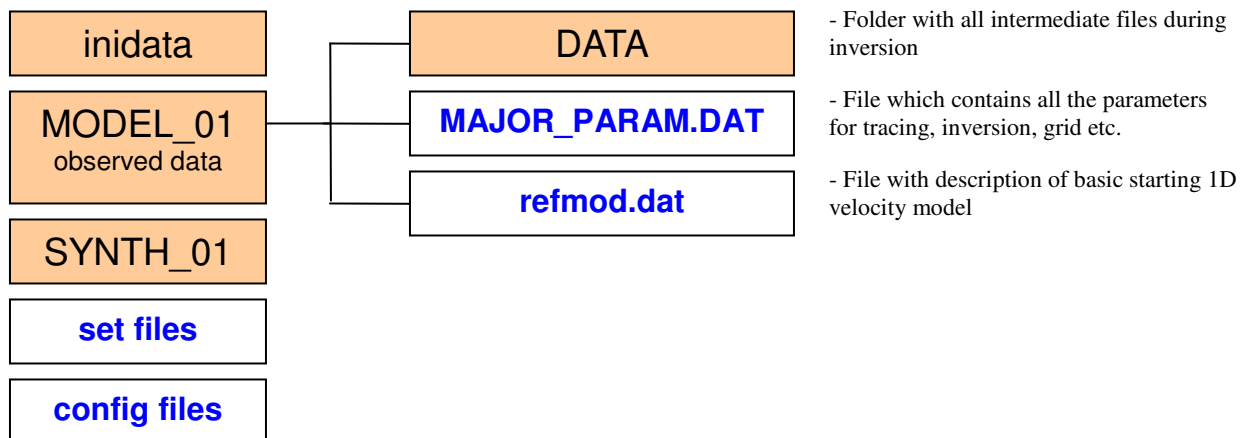 inidata
MODEL_01
observed data
SYNTH_01
set files
config files
DATA
MAJOR_PARAM.DAT
refmod.dat
- Folder with all intermediate files during
inversion
- File which contains all the parameters
for tracing, inversion, grid etc.
- File with description of basic starting 1D
velocity model